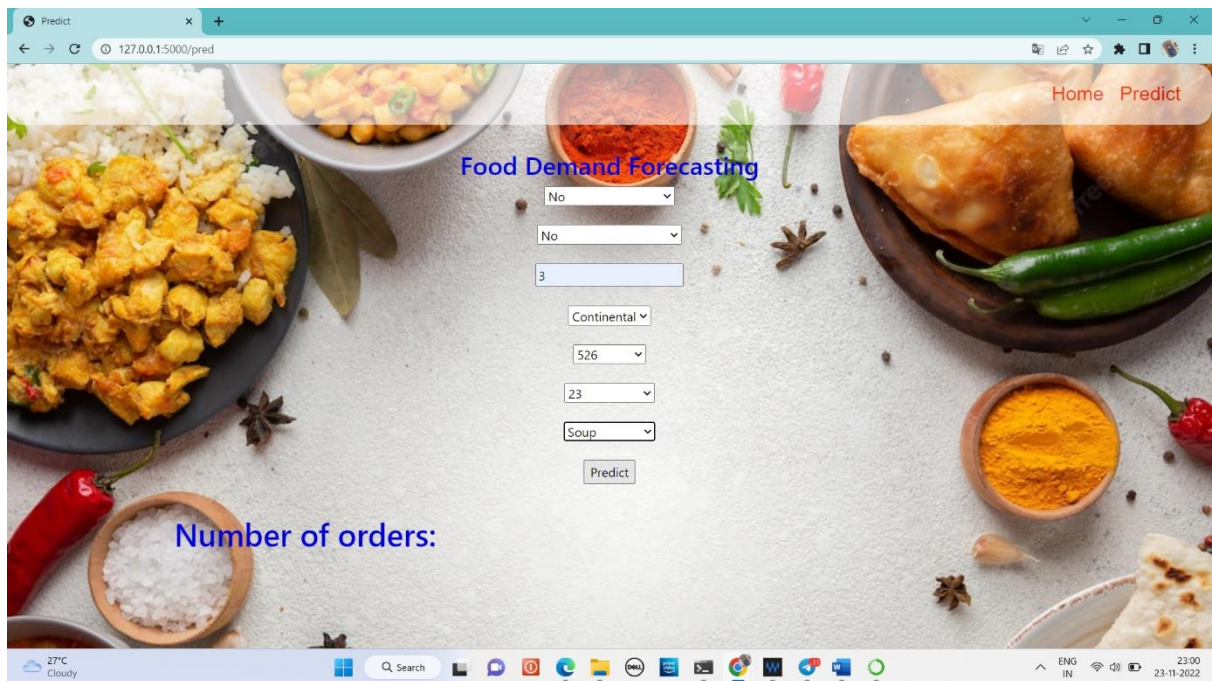 Predict
127.0.0.1:5000/pred
Home Predict
Food Demand Forecasting
No
No
3
Continental
526
23
Soup
Predict
Number of orders:
27°C
Cloudy
Search
ENG
IN
23:00
23-11-2022